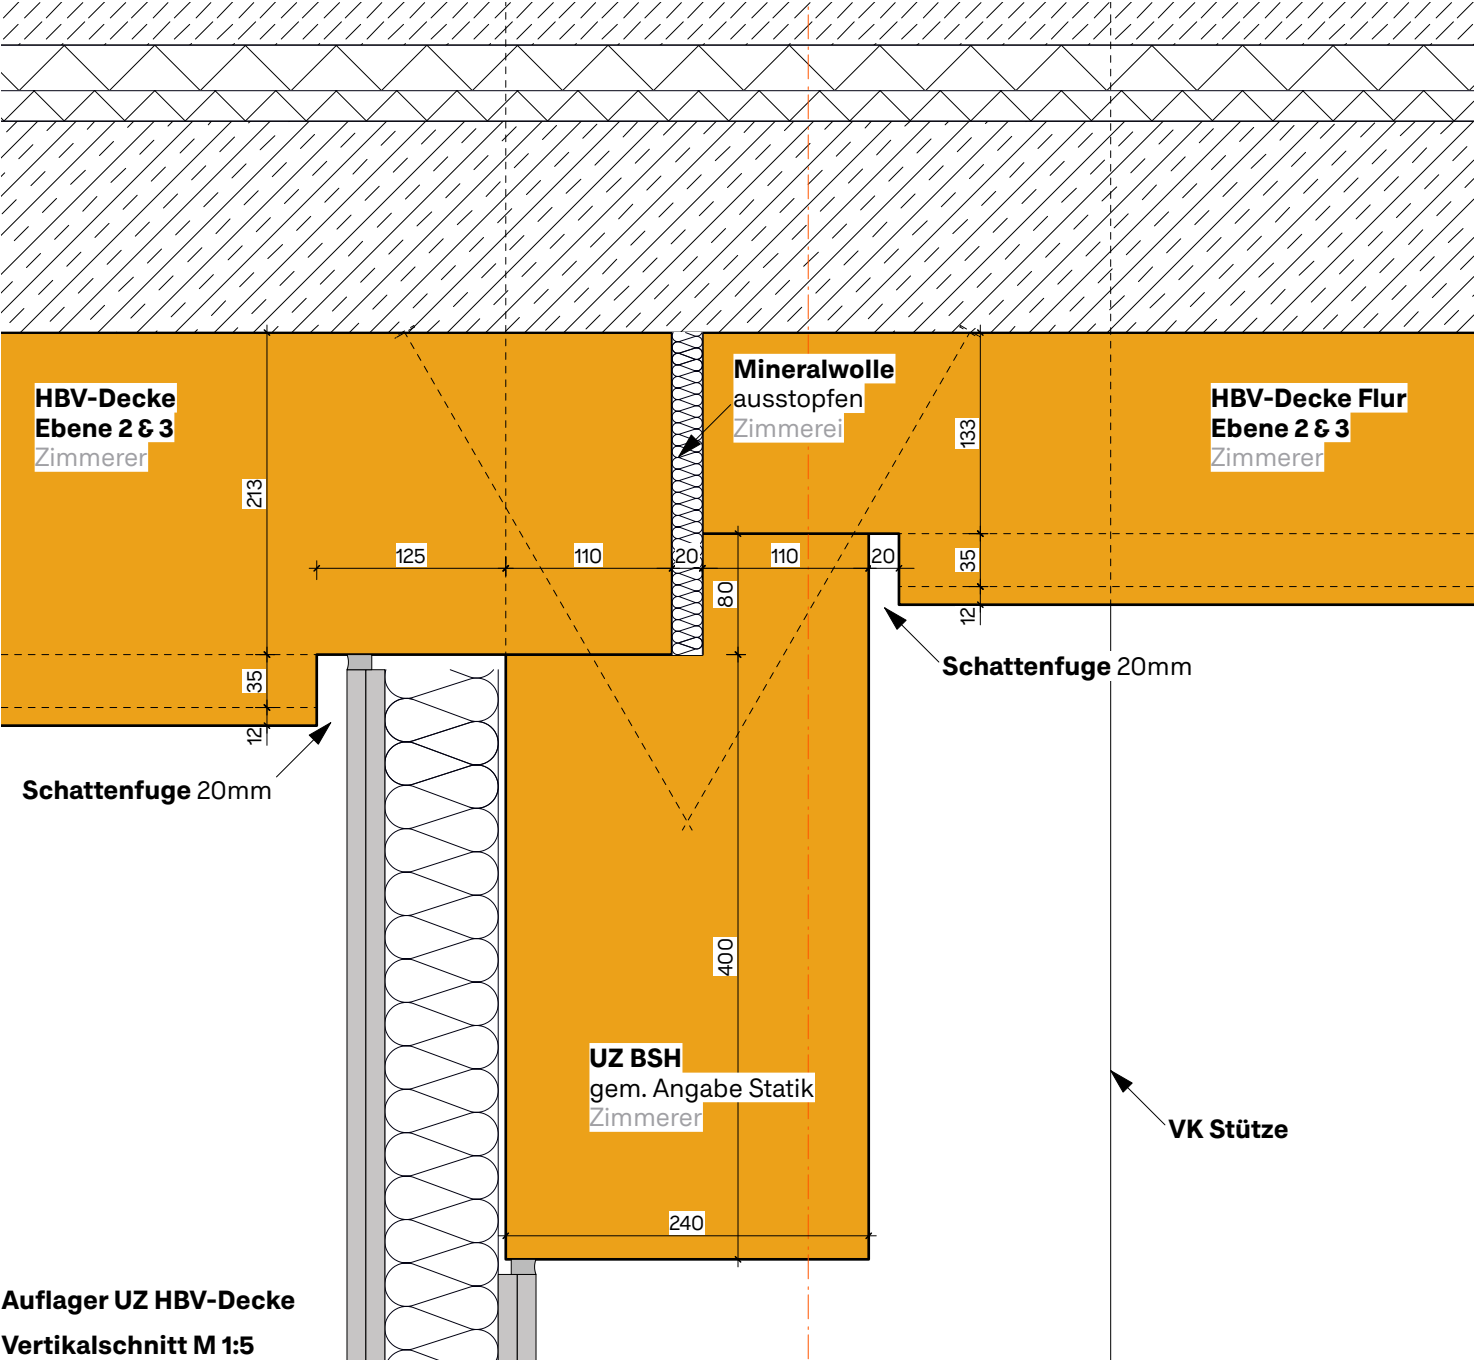 HBV-Decke
Ebene 2 & 3
Zimmerer
Mineralwolle
ausstopfen
Zimmerei
HBV-Decke Flur
Ebene 2 & 3
Zimmerer
213
133
125
110
20
110
20
80
35
12
35
12
Schattenfuge 20mm
Schattenfuge 20mm
400
UZ BSH
gem. Angabe Statik
Zimmerer
VK Stütze
240
Auflager UZ HBV-Decke
Vertikalschnitt M 1:5